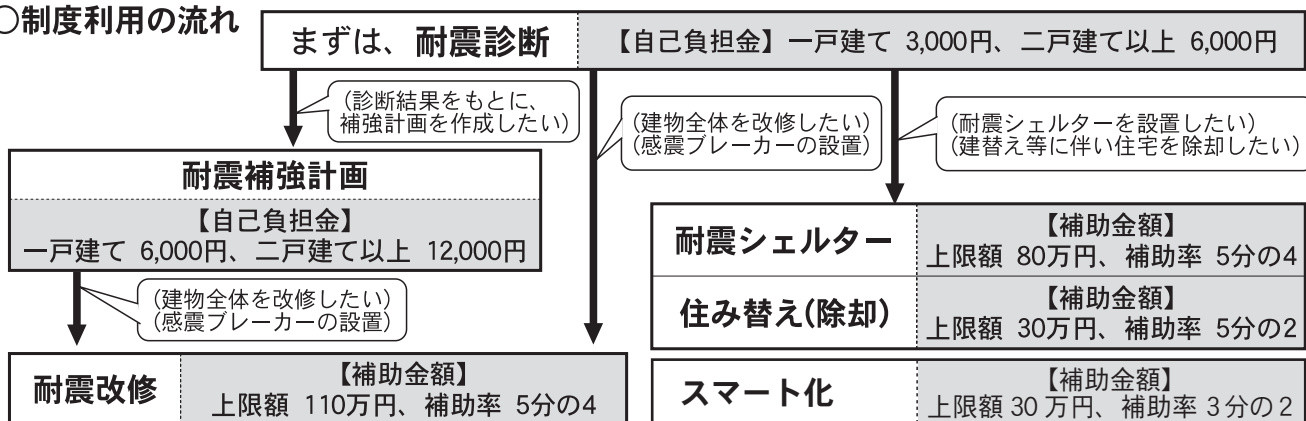 ○制度利用の流れ
まずは、耐震診断
【自己負担金】一戸建て 3,000円、二戸建て以上 6,000円
(診断結果をもとに、
補強計画を作成したい)
(建物全体を改修したい)
(感震ブレーカーの設置)
(耐震シェルターを設置したい)
(建替え等に伴い住宅を除却したい)
耐震補強計画
【自己負担金】
一戸建て 6,000円、二戸建て以上 12,000円
(建物全体を改修したい)
(感震ブレーカーの設置)
耐震改修
【補助金額】
上限額 110万円、補助率 5分の4
耐震シェルター
【補助金額】
上限額 80万円、補助率 5分の4
住み替え(除却)
【補助金額】
上限額 30万円、補助率 5分の2
スマート化
【補助金額】
上限額 30 万円、補助率 3 分の 2